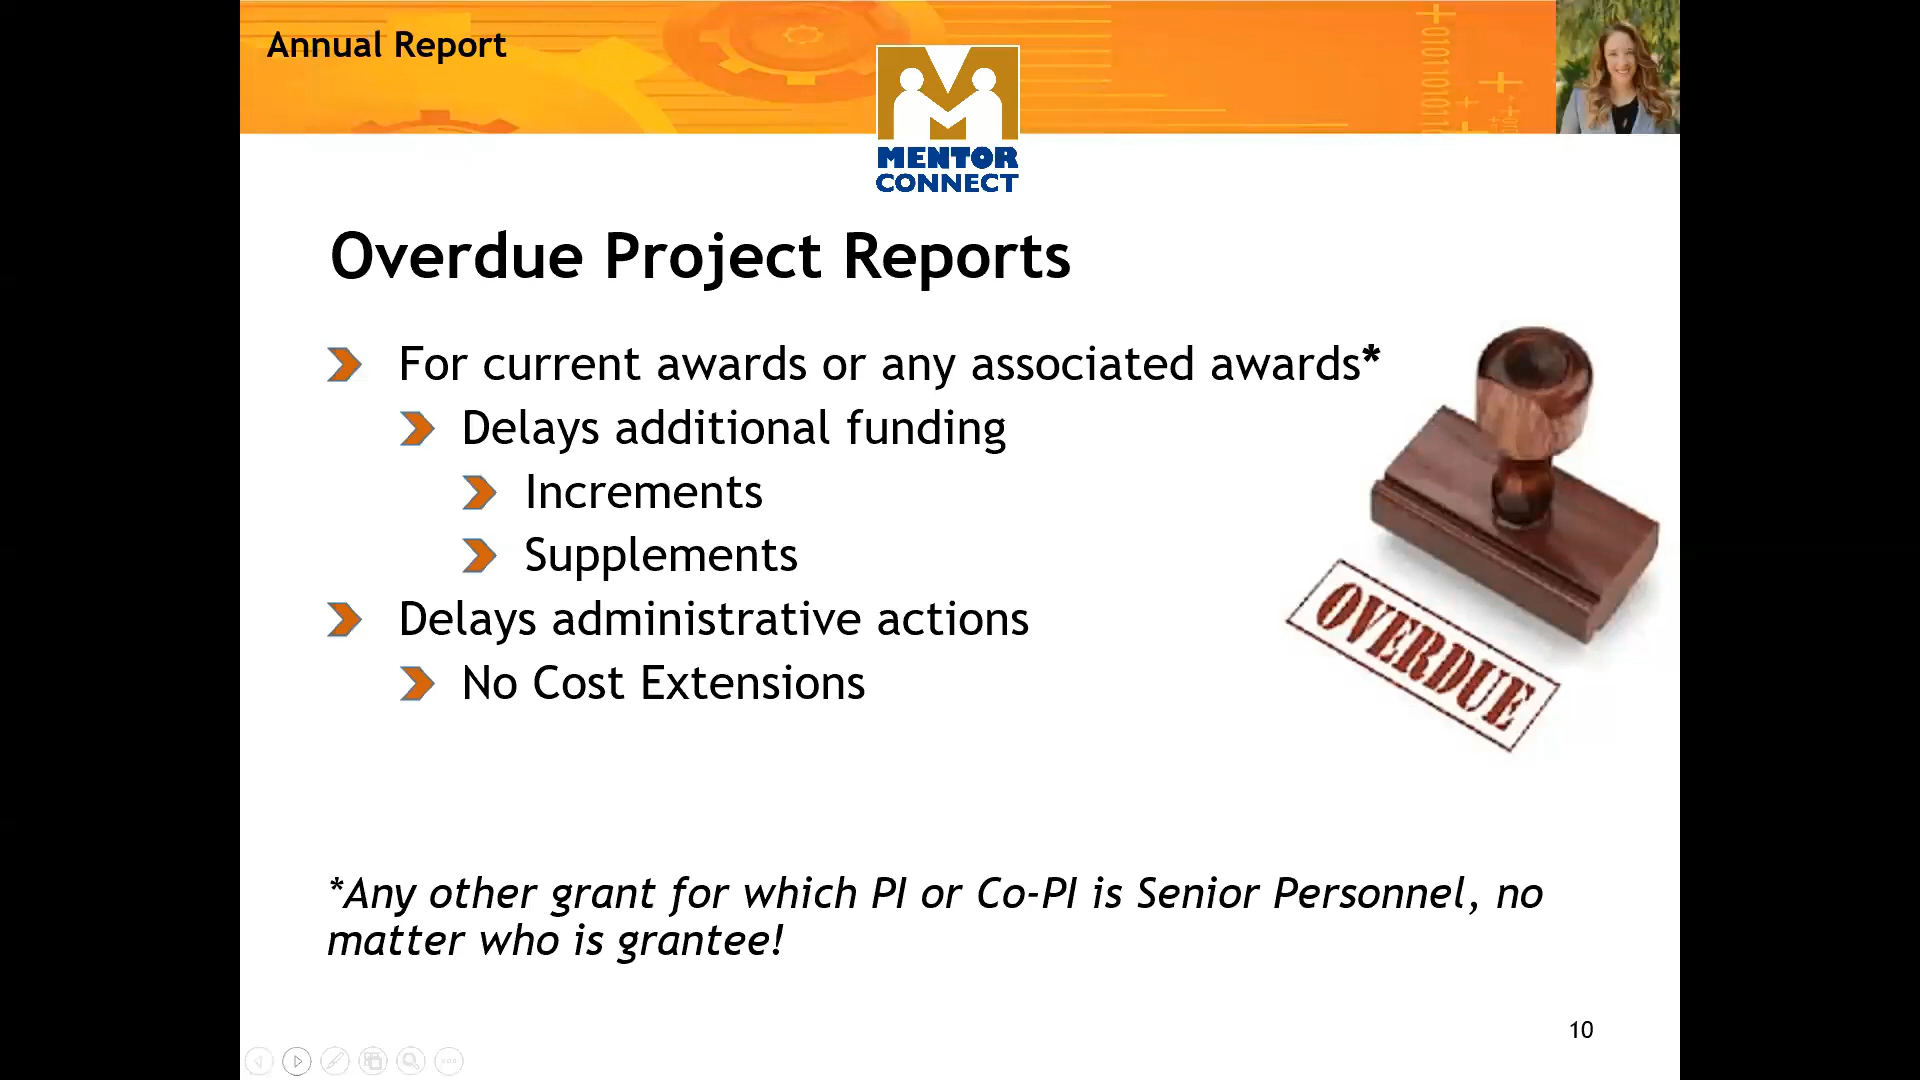 Annual Report
MENTOR
CONNECT
Overdue Project Reports
For current awards or any associated awards*
Delays additional funding
Increments
Supplements
Delays administrative actions
No Cost Extensions
OVERDUE
*Any other grant for which PI or Co-PI is Senior Personnel, no
matter who is grantee!
10